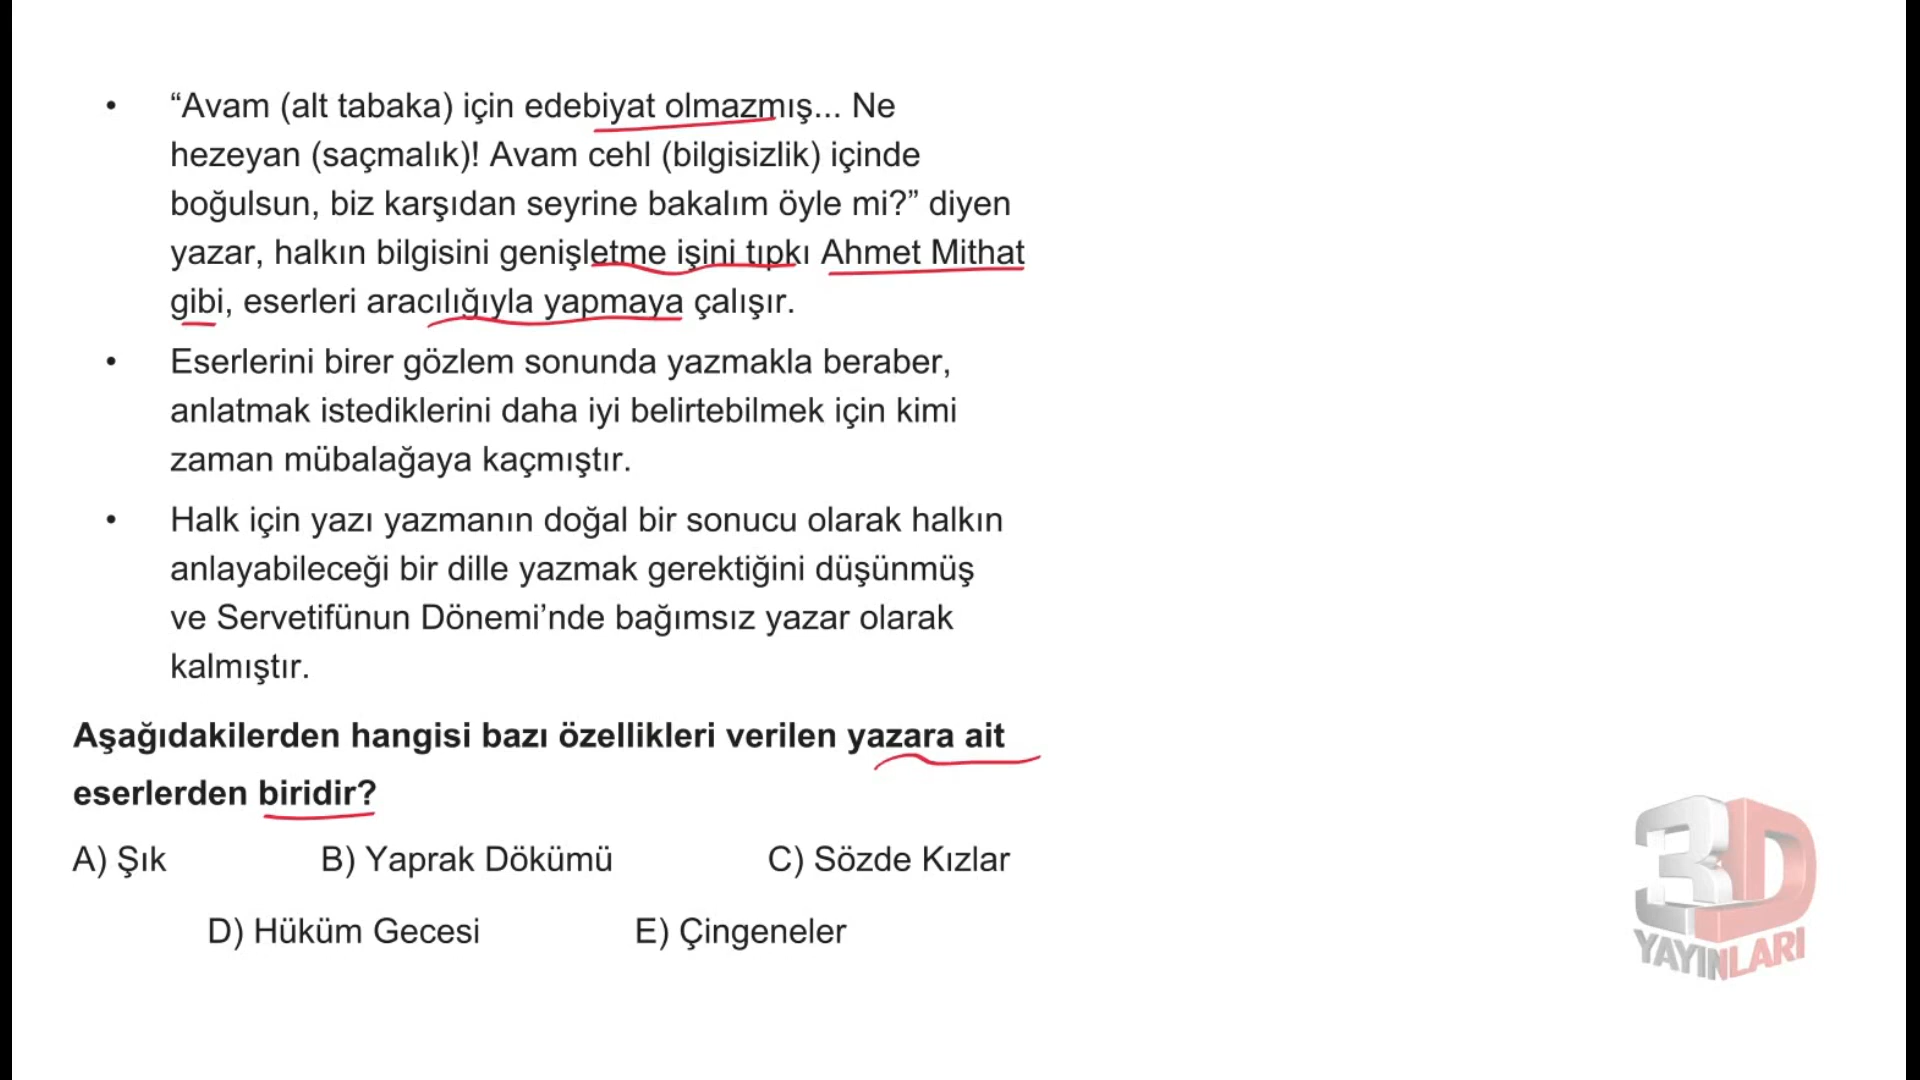 • “Avam (alt tabaka) için edebiyat olmazmış... Ne
hezeyan (saçmalık)! Avam cehl (bilgisizlik) içinde
boğulsun, biz karşıdan seyrine bakalım öyle mi?” diyen
yazar, halkın bilgisini genişletme işini tıpkı Ahmet Mithat
gibi, eserleri aracılığıyla yapmaya çalışır.
• Eserlerini birer gözlem sonunda yazmakla beraber,
anlatmak istediklerini daha iyi belirtebilmek için kimi
zaman mübalağaya kaçmıştır.
• Halk için yazı yazmanın doğal bir sonucu olarak halkın
anlayabileceği bir dille yazmak gerektiğini düşünmüş
ve Servetifünun Dönemi’nde bağımsız yazar olarak
kalmıştır.
Aşağıdakilerden hangisi bazı özellikleri verilen yazara ait
eserlerden biridir?
A) Şık B) Yaprak Dökümü C) Sözde Kızlar
D) Hüküm Gecesi E) Çingeneler
3D
YAYINLARI